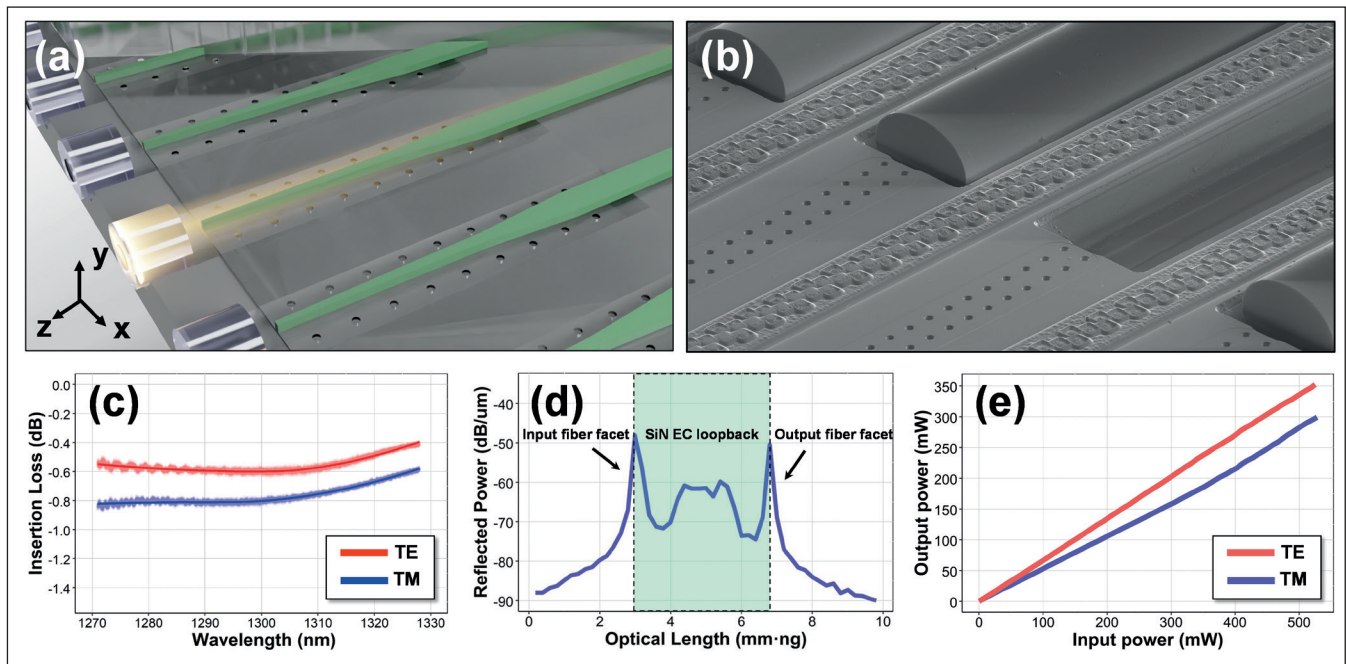 (a)
y
z
x
(b)
(c)
Insertion Loss (dB)
0.0
-0.2
-0.4
-0.6
-0.8
-1.0
-1.2
-1.4
TE
TM
1270 1280 1290 1300 1310 1320 1330
Wavelength (nm)
(d)
Reflected Power (dB/um)
-40
-50
-60
-70
-80
-90
Input fiber facet
SiN EC loopback
Output fiber facet
0 2 4 6 8 10
Optical Length (mm·ng)
(e)
Output power (mW)
350
300
250
200
150
100
50
0
TE
TM
0 100 200 300 400 500
Input power (mW)